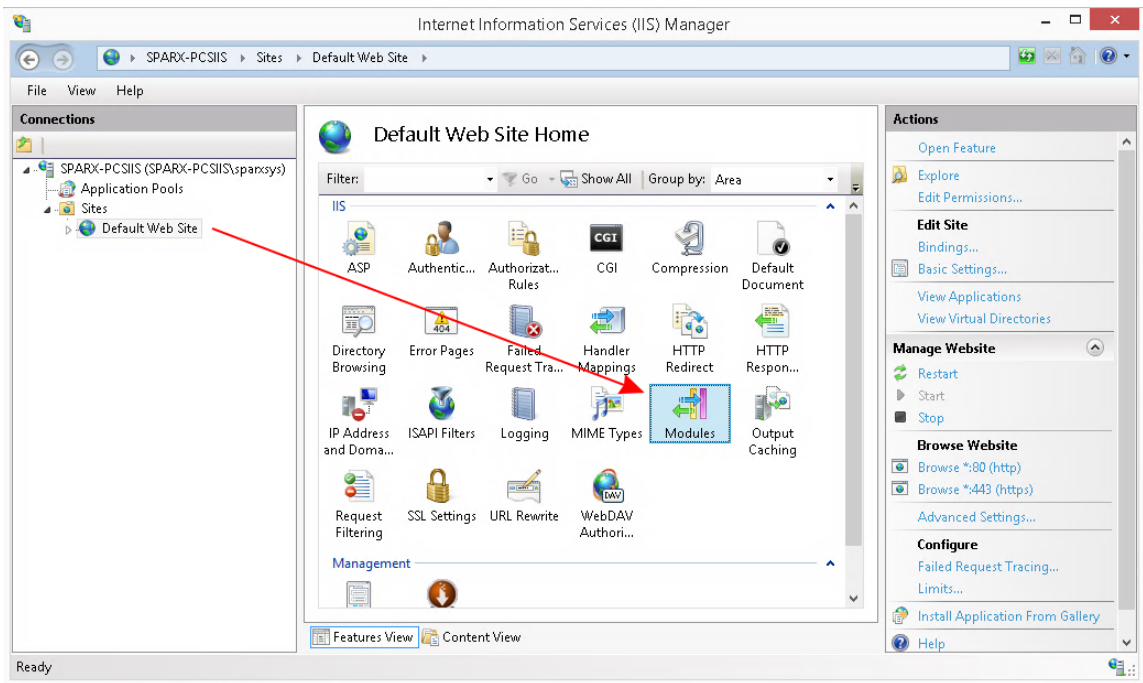 Internet Information Services (IIS) Manager
SPARX-PCSIIS Sites Default Web Site
File View Help
Connections
SPARX-PCSIIS (SPARX-PCSIIS\sparxsys)
Application Pools
Sites
Default Web Site
Default Web Site Home
Filter: Go Show All Group by: Area
IIS
ASP
Authentic...
Authorizat...
Rules
CGI
CGI
Compression
Default
Document
Directory
Browsing
404
Error Pages
Failed
Request Tra...
Handler
Mappings
HTTP
Redirect
HTTP
Respon...
IP Address
and Doma...
ISAPI Filters
Logging
MIME Types
Modules
Output
Caching
Request
Filtering
SSL Settings
URL Rewrite
DAV
WebDAV
Authori...
Management
Features View
Content View
Actions
Open Feature
Explore
Edit Permissions...
Edit Site
Bindings...
Basic Settings...
View Applications
View Virtual Directories
Manage Website
Restart
Start
Stop
Browse Website
Browse *:80 (http)
Browse *:443 (https)
Advanced Settings...
Configure
Failed Request Tracing...
Limits...
Install Application From Gallery
Help
Ready